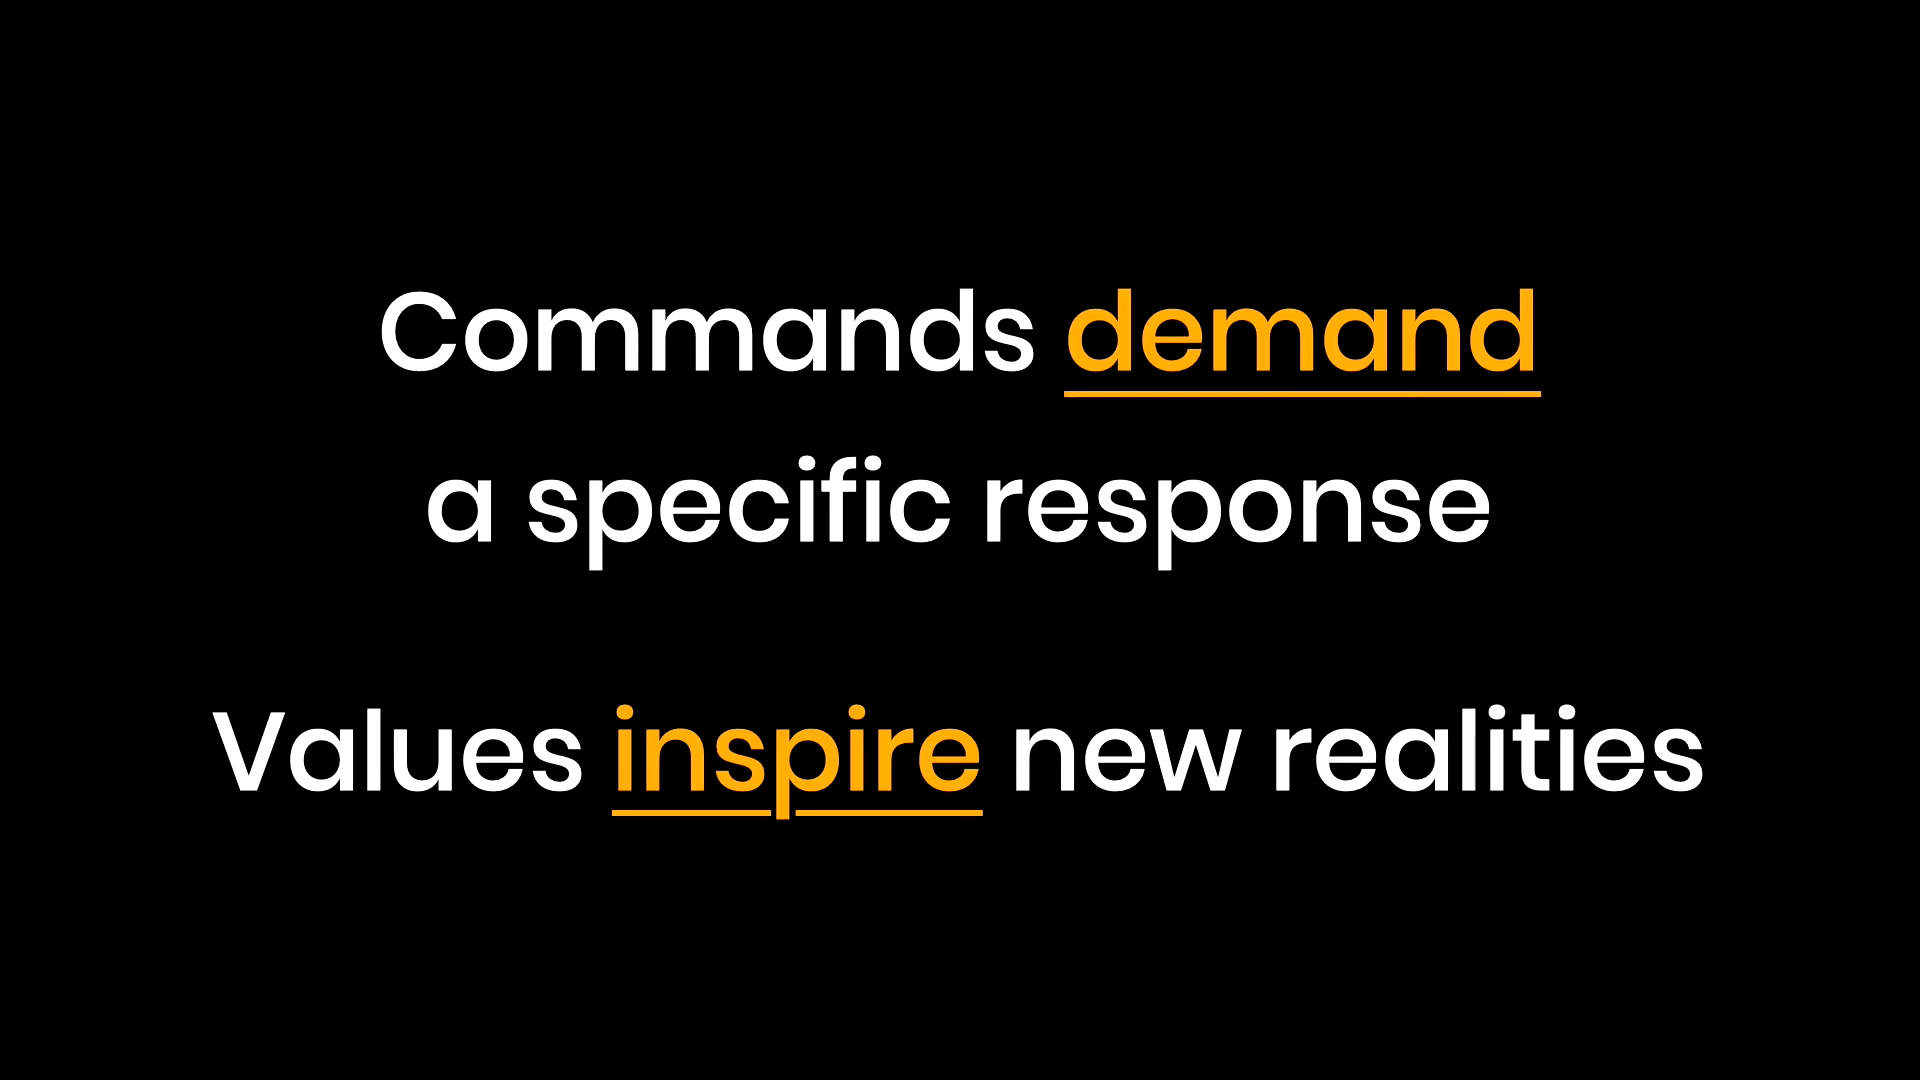 Commands demand
a specific response
Values inspire new realities